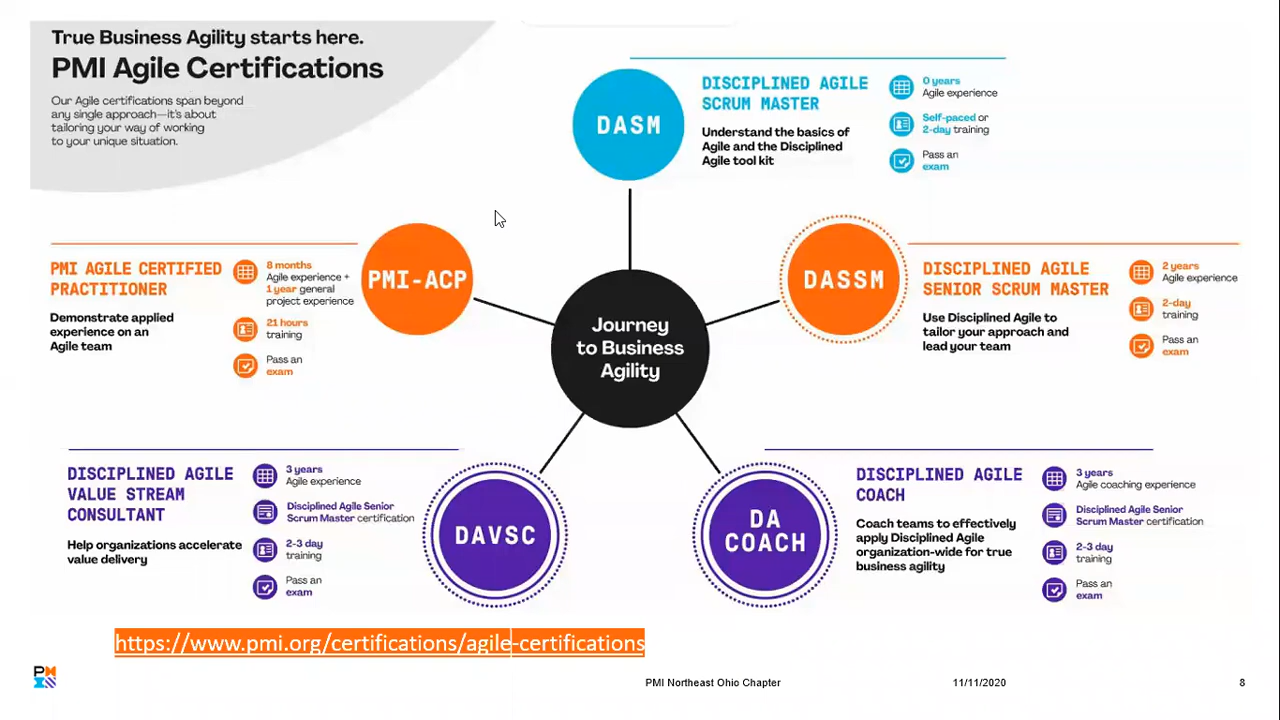 True Business Agility starts here.
PMI Agile Certifications
Our Agile certifications span beyond
any single approach—it's about
tailoring your way of working
to your unique situation.
DASM
DISCIPLINED AGILE
SCRUM MASTER
Understand the basics of
Agile and the Disciplined
Agile tool kit
0 years
Agile experience
Self-paced or
2-day training
Pass an
exam
PMI AGILE CERTIFIED
PRACTITIONER
Demonstrate applied
experience on an
Agile team
8 months
Agile experience +
1 year general
project experience
21 hours
training
Pass an
exam
PMI-ACP
Journey
to Business
Agility
DASSM
DISCIPLINED AGILE
SENIOR SCRUM MASTER
Use Disciplined Agile to
tailor your approach and
lead your team
2 years
Agile experience
2-day
training
Pass an
exam
DISCIPLINED AGILE
VALUE STREAM
CONSULTANT
Help organizations accelerate
value delivery
3 years
Agile experience
Disciplined Agile Senior
Scrum Master certification
2-3 day
training
Pass an
exam
DAVSC
DA
COACH
DISCIPLINED AGILE
COACH
Coach teams to effectively
apply Disciplined Agile
organization-wide for true
business agility
3 years
Agile coaching experience
Disciplined Agile Senior
Scrum Master certification
2-3 day
training
Pass an
exam
https://www.pmi.org/certifications/agile-certifications
PMI Northeast Ohio Chapter
11/11/2020
8